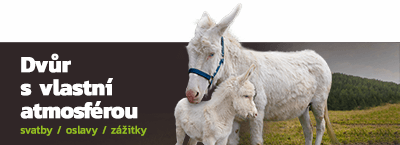 Dvůr
s vlastní
atmosférou
svatby / oslavy / zážitky